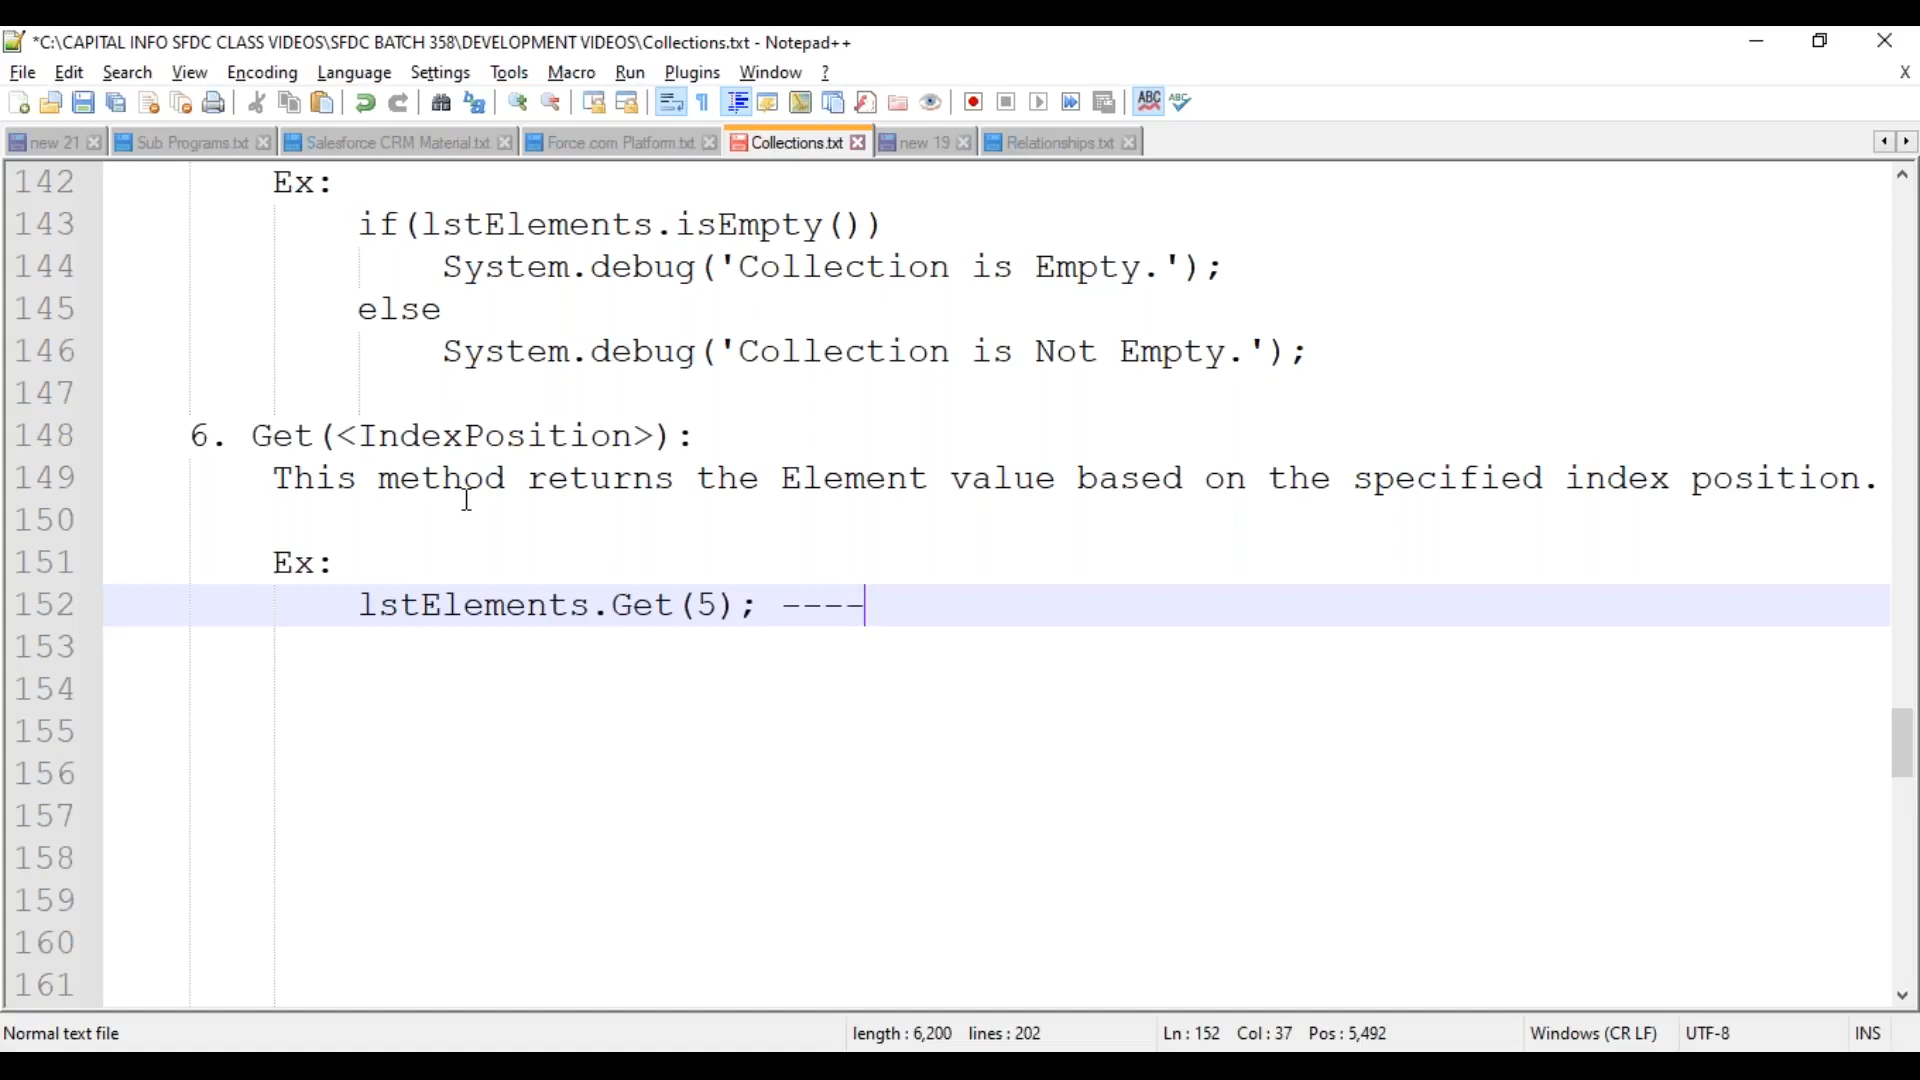 *C:\CAPITAL INFO SFDC CLASS VIDEOS\SFDC BATCH 358\DEVELOPMENT VIDEOS\Collections.txt - Notepad++
File Edit Search View Encoding Language Settings Tools Macro Run Plugins Window ? X
new 21 Sub Programs.txt Salesforce CRM Material.txt Force.com Platform.txt Collections.txt new 19 Relationships.txt
142 Ex:
143 if(lstElements.isEmpty())
144 System.debug('Collection is Empty.');
145 else
146 System.debug('Collection is Not Empty.');
147
148 6. Get(<IndexPosition>):
149 This method returns the Element value based on the specified index position.
150
151 Ex:
152 lstElements.Get(5); ----
153
154
155
156
157
158
159
160
161
Normal text file length : 6,200 lines : 202 Ln : 152 Col : 37 Pos : 5,492 Windows (CR LF) UTF-8 INS